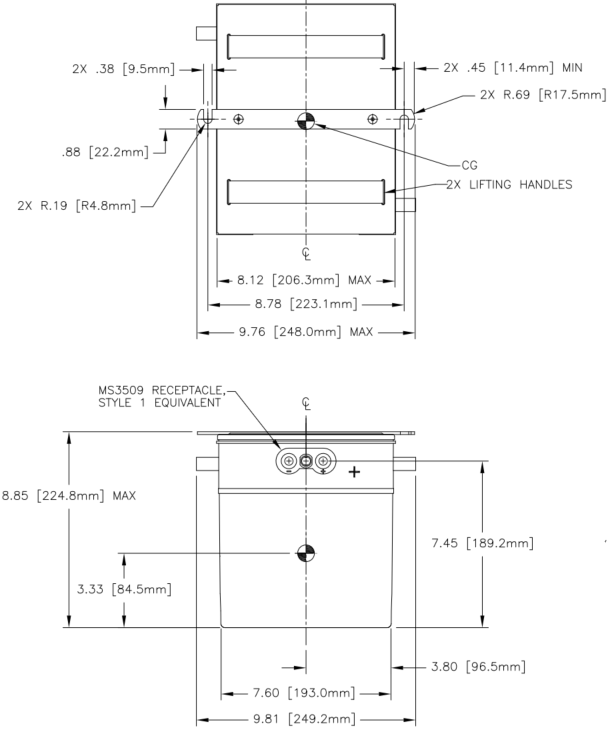 2X .38 [9.5mm]
2X .45 [11.4mm] MIN
2X R.69 [R17.5mm]
.88 [22.2mm]
CG
2X LIFTING HANDLES
2X R.19 [R4.8mm]
℄
8.12 [206.3mm] MAX
8.78 [223.1mm]
9.76 [248.0mm] MAX
MS3509 RECEPTACLE,
STYLE 1 EQUIVALENT
℄
- +
+
8.85 [224.8mm] MAX
7.45 [189.2mm]
3.33 [84.5mm]
3.80 [96.5mm]
7.60 [193.0mm]
9.81 [249.2mm]